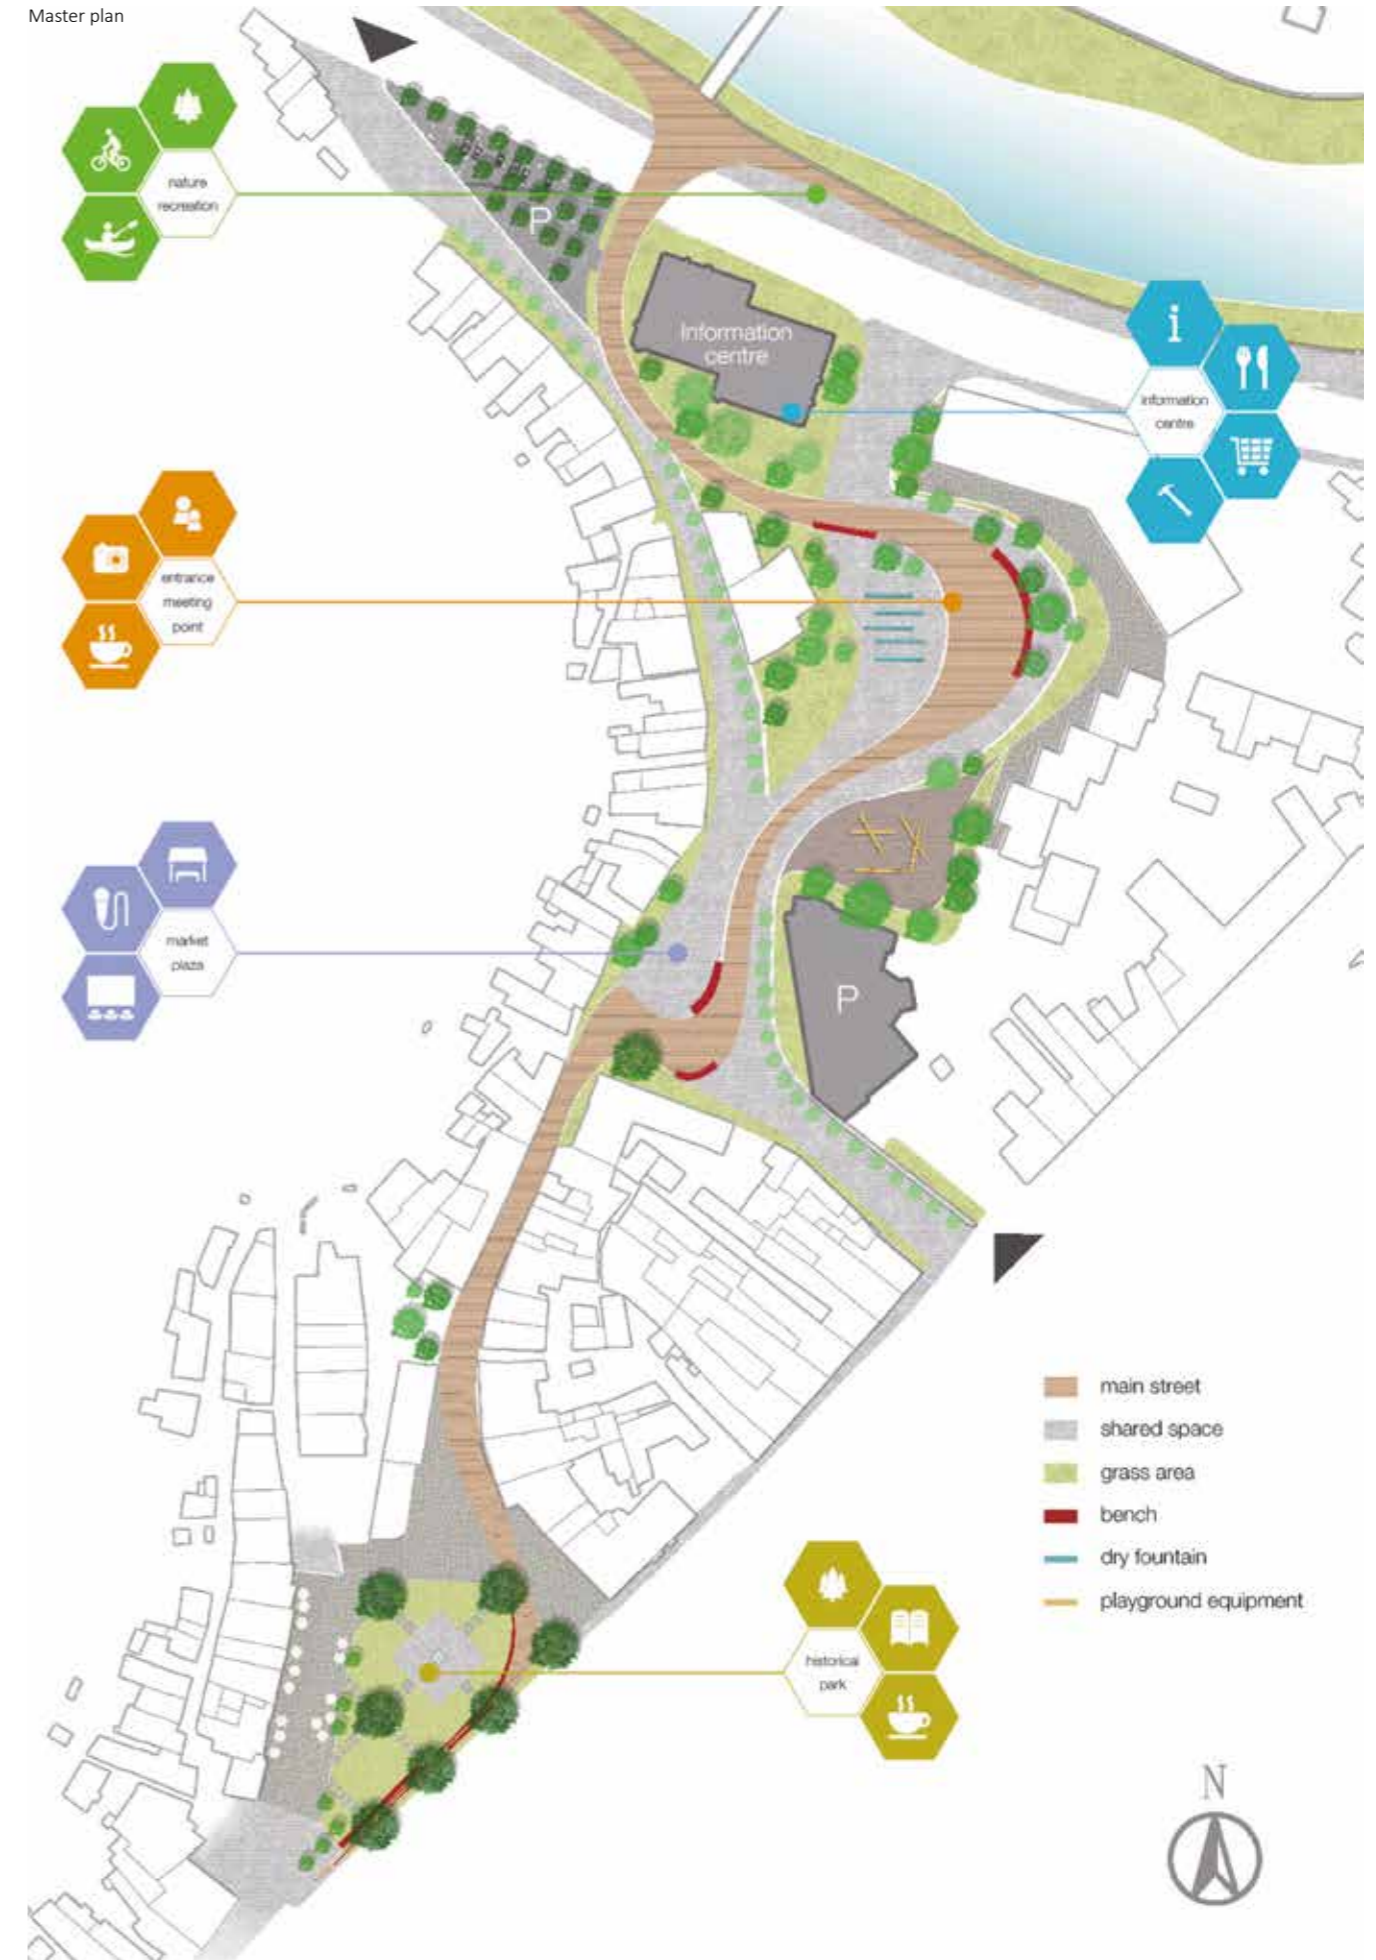 Master plan
nature
recreation
P
Information
centre
i
information
centre
entrance
meeting
point
market
plaza
P
main street
shared space
grass area
bench
dry fountain
playground equipment
historical
park
N